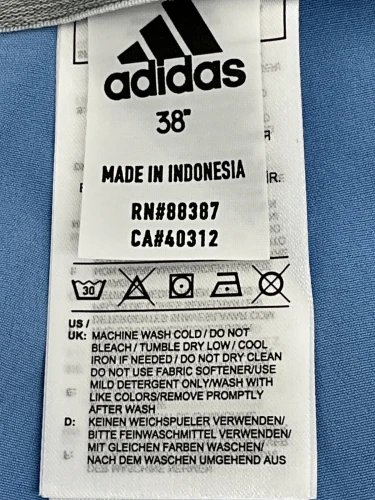 adidas
38"
MADE IN INDONESIA
RN#88387
CA#40312
30
US /
UK: MACHINE WASH COLD / DO NOT
BLEACH / TUMBLE DRY LOW / COOL
IRON IF NEEDED / DO NOT DRY CLEAN
DO NOT USE FABRIC SOFTENER/USE
MILD DETERGENT ONLY/WASH WITH
LIKE COLORS/REMOVE PROMPTLY
AFTER WASH
D: KEINEN WEICHSPUELER VERWENDEN/
BITTE FEINWASCHMITTEL VERWENDEN/
MIT GLEICHEN FARBEN WASCHEN/
NACH DEM WASCHEN UMGEHEND AUS